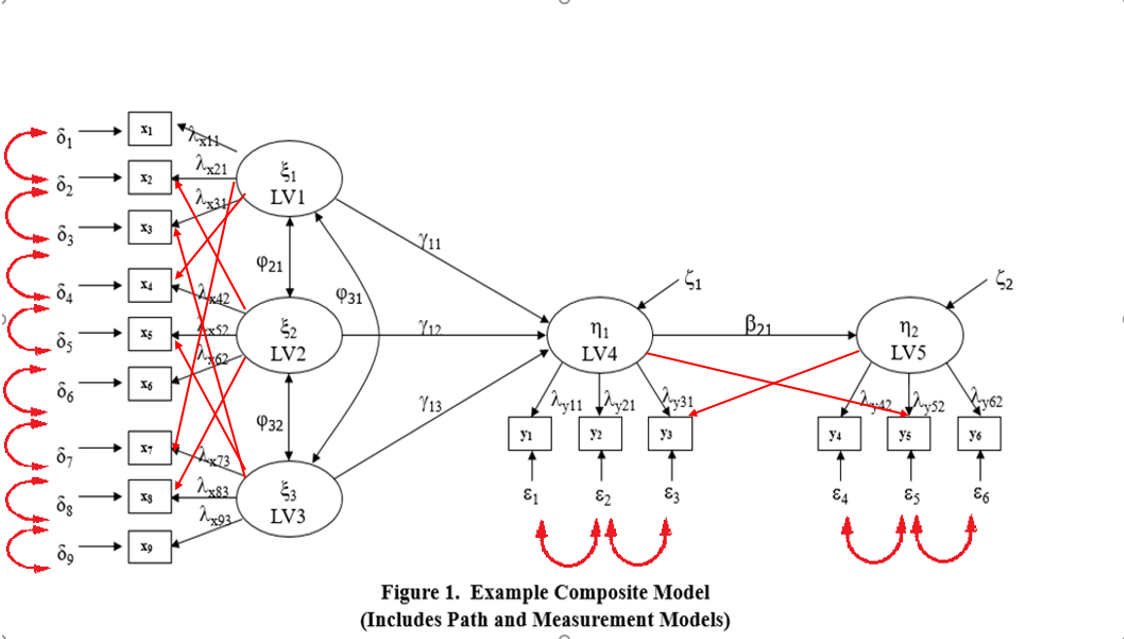 δ1 x1 λx11
δ2 x2 λx21
δ3 x3 λx31
ξ1
LV1
δ4 x4 λx42
δ5 x5 λx52
δ6 x6 λx62
ξ2
LV2
δ7 x7 λx73
δ8 x8 λx83
δ9 x9 λx93
ξ3
LV3
φ21
φ31
φ32
γ11
γ12
γ13
ζ1
η1
LV4
β21
ζ2
η2
LV5
λy11 λy21 λy31
y1 y2 y3
ε1 ε2 ε3
λy42 λy52 λy62
y4 y5 y6
ε4 ε5 ε6
Figure 1. Example Composite Model
(Includes Path and Measurement Models)